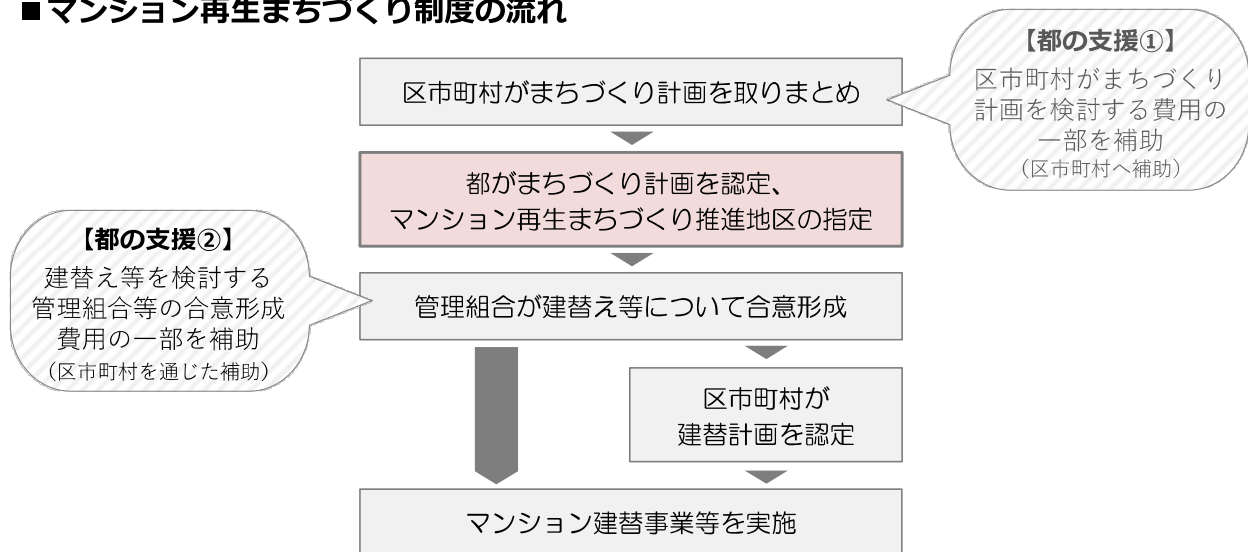 ■マンション再生まちづくり制度の流れ
【都の支援①】
区市町村がまちづくり
計画を検討する費用の
一部を補助
（区市町村へ補助）
区市町村がまちづくり計画を取りまとめ
都がまちづくり計画を認定、
マンション再生まちづくり推進地区の指定
【都の支援②】
建替え等を検討する
管理組合等の合意形成
費用の一部を補助
（区市町村を通じた補助）
管理組合が建替え等について合意形成
区市町村が
建替計画を認定
マンション建替事業等を実施